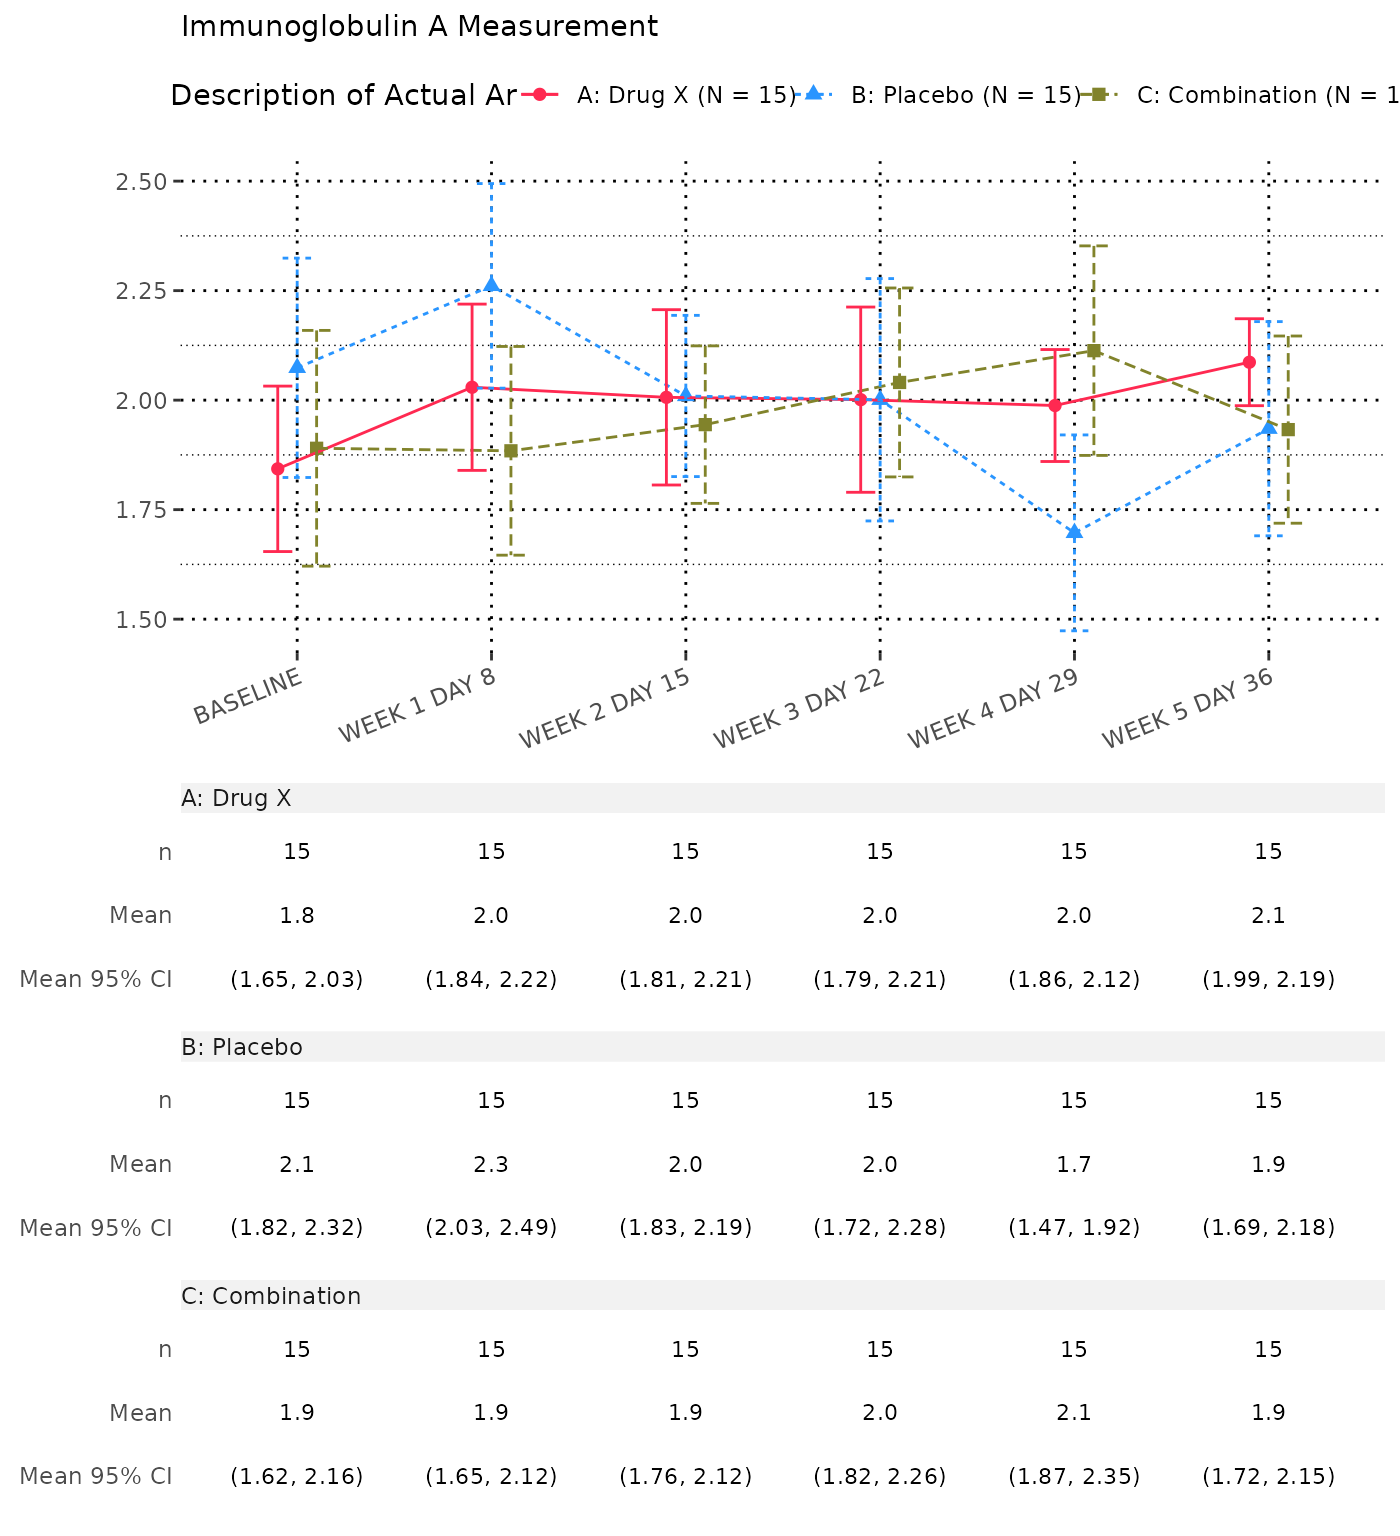 Immunoglobulin A Measurement
Description of Actual Ar A: Drug X (N = 15) B: Placebo (N = 15) C: Combination (N = 1
2.50
2.25
2.00
1.75
1.50
BASELINE WEEK 1 DAY 8 WEEK 2 DAY 15 WEEK 3 DAY 22 WEEK 4 DAY 29 WEEK 5 DAY 36
A: Drug X
n 15 15 15 15 15 15
Mean 1.8 2.0 2.0 2.0 2.0 2.1
Mean 95% CI (1.65, 2.03) (1.84, 2.22) (1.81, 2.21) (1.79, 2.21) (1.86, 2.12) (1.99, 2.19)
B: Placebo
n 15 15 15 15 15 15
Mean 2.1 2.3 2.0 2.0 1.7 1.9
Mean 95% CI (1.82, 2.32) (2.03, 2.49) (1.83, 2.19) (1.72, 2.28) (1.47, 1.92) (1.69, 2.18)
C: Combination
n 15 15 15 15 15 15
Mean 1.9 1.9 1.9 2.0 2.1 1.9
Mean 95% CI (1.62, 2.16) (1.65, 2.12) (1.76, 2.12) (1.82, 2.26) (1.87, 2.35) (1.72, 2.15)